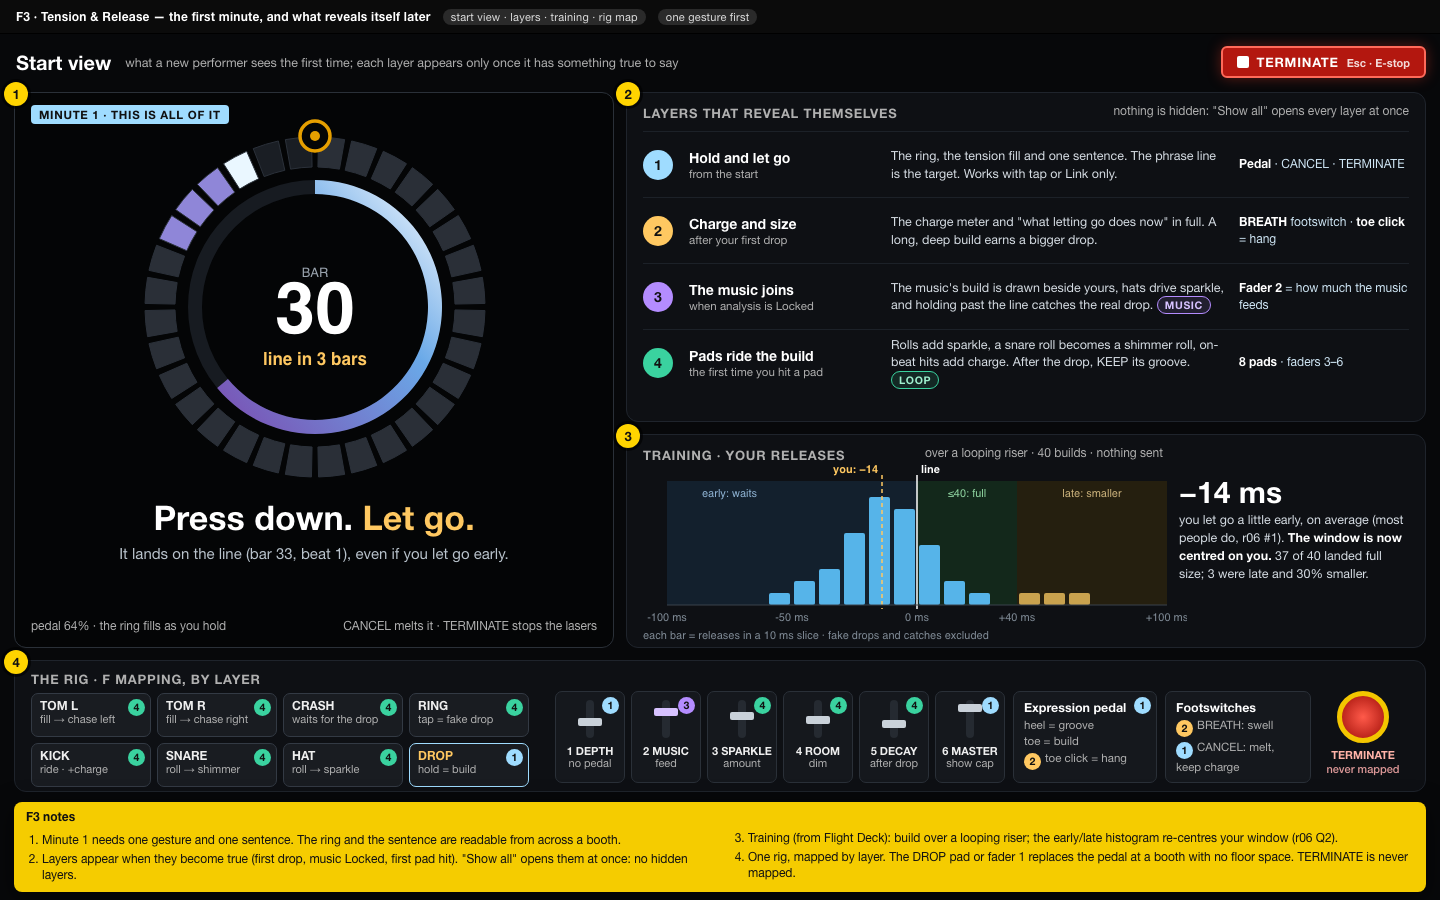 F3 · Tension & Release — the first minute, and what reveals itself later
start view · layers · training · rig map
one gesture first
Start view
what a new performer sees the first time; each layer appears only once it has something true to say
TERMINATE Esc · E-stop
1
MINUTE 1 · THIS IS ALL OF IT
BAR
30
line in 3 bars
Press down. Let go.
It lands on the line (bar 33, beat 1), even if you let go early.
pedal 64% · the ring fills as you hold
CANCEL melts it · TERMINATE stops the lasers
2
LAYERS THAT REVEAL THEMSELVES
nothing is hidden: "Show all" opens every layer at once
1
Hold and let go
from the start
The ring, the tension fill and one sentence. The phrase line
is the target. Works with tap or Link only.
Pedal · CANCEL · TERMINATE
2
Charge and size
after your first drop
The charge meter and "what letting go does now" in full. A
long, deep build earns a bigger drop.
BREATH footswitch · toe click
= hang
3
The music joins
when analysis is Locked
The music's build is drawn beside yours, hats drive sparkle,
and holding past the line catches the real drop. MUSIC
Fader 2 = how much the music
feeds
4
Pads ride the build
the first time you hit a pad
Rolls add sparkle, a snare roll becomes a shimmer roll, on-
beat hits add charge. After the drop, KEEP its groove.
LOOP
8 pads · faders 3–6
3
TRAINING · YOUR RELEASES
over a looping riser · 40 builds · nothing sent
you: −14
line
early: waits
≤40: full
late: smaller
-100 ms
-50 ms
0 ms
+40 ms
+100 ms
each bar = releases in a 10 ms slice · fake drops and catches excluded
−14 ms
you let go a little early, on average (most
people do, r06 #1). The window is now
centred on you. 37 of 40 landed full
size; 3 were late and 30% smaller.
4
THE RIG · F MAPPING, BY LAYER
TOM L
4
fill → chase left
TOM R
4
fill → chase right
CRASH
4
waits for the drop
RING
4
tap = fake drop
KICK
4
ride · +charge
SNARE
4
roll → shimmer
HAT
4
roll → sparkle
DROP
1
hold = build
1
1 DEPTH
no pedal
3
2 MUSIC
feed
4
3 SPARKLE
amount
4
4 ROOM
dim
4
5 DECAY
after drop
1
6 MASTER
show cap
Expression pedal
1
heel = groove
toe = build
2 toe click = hang
Footswitches
2 BREATH: swell
1 CANCEL: melt,
keep charge
TERMINATE
never mapped
F3 notes
1. Minute 1 needs one gesture and one sentence. The ring and the sentence are readable from across a booth.
2. Layers appear when they become true (first drop, music Locked, first pad hit). "Show all" opens them at once: no hidden
layers.
3. Training (from Flight Deck): build over a looping riser; the early/late histogram re-centres your window (r06 Q2).
4. One rig, mapped by layer. The DROP pad or fader 1 replaces the pedal at a booth with no floor space. TERMINATE is never
mapped.